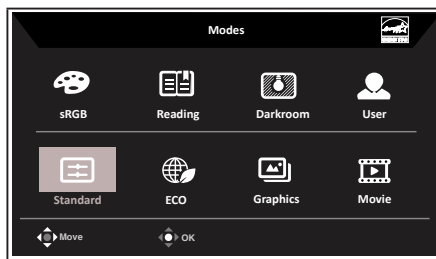 Modes
sRGB Reading Darkroom User
Standard ECO Graphics Movie
Move OK